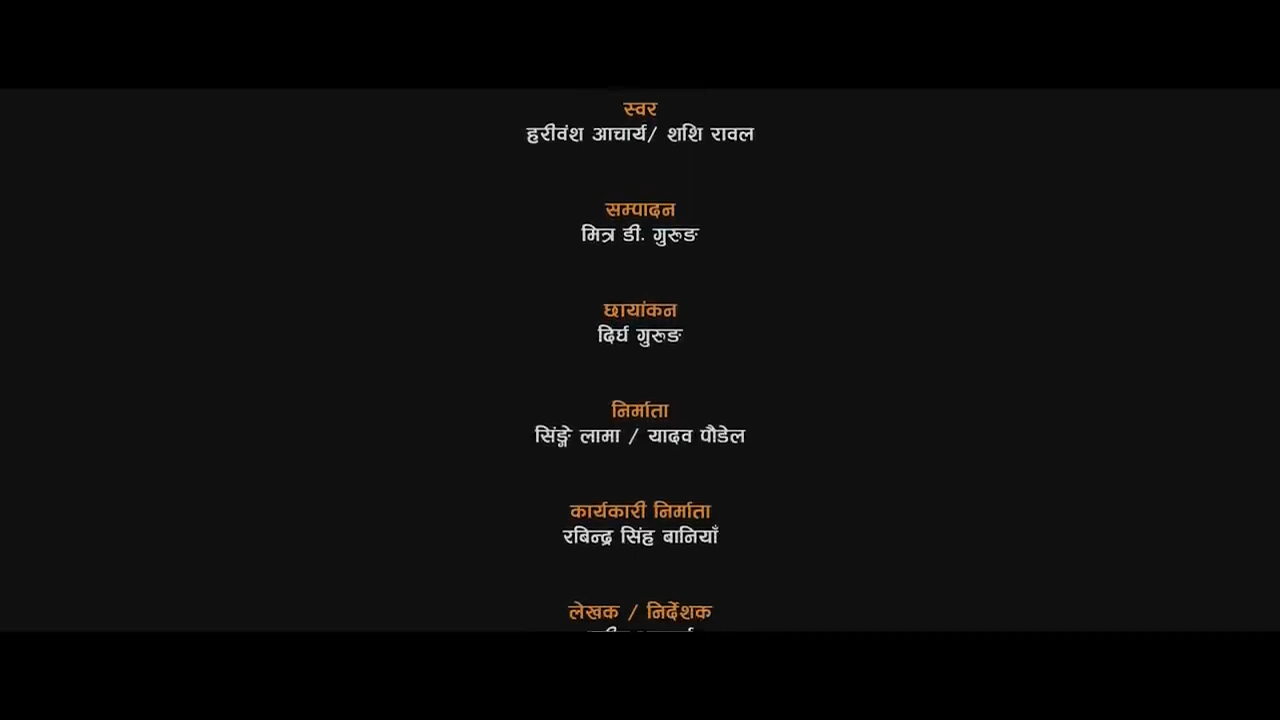 स्वर
हरीवंश आचार्य/ शशि रावल
सम्पादन
मित्र डी. गुरुङ
छायांकन
दिर्घ गुरुङ
निर्माता
सिंङ्गे लामा / यादव पौडेल
कार्यकारी निर्माता
रबिन्द्र सिंह बानियाँ
लेखक / निर्देशक